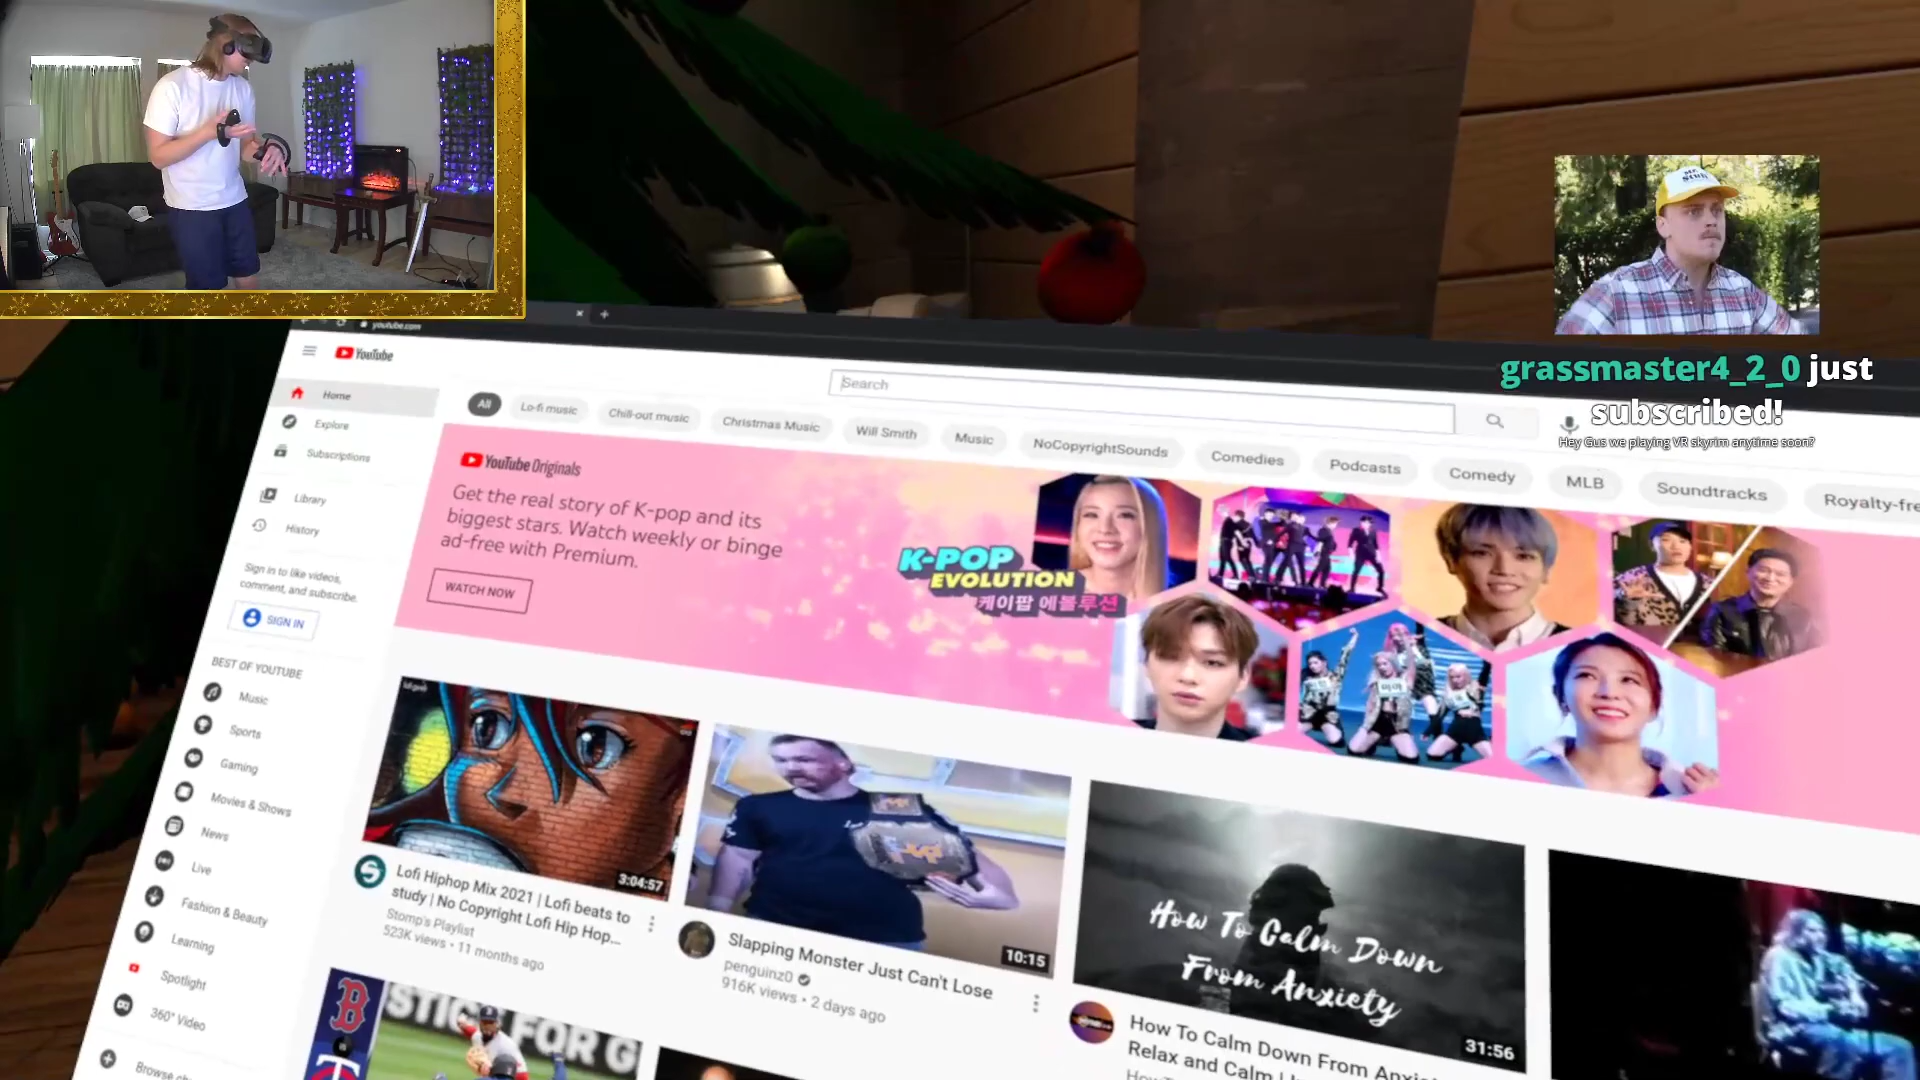 youtube.com
YouTube
Search
grassmaster4_2_0 just
subscribed!
Hey Gus we playing VR skyrim anytime soon?
Home
Explore
Subscriptions
Library
History
Sign in to like videos,
comment, and subscribe.
SIGN IN
BEST OF YOUTUBE
Music
Sports
Gaming
Movies & Shows
News
Live
Fashion & Beauty
Learning
Spotlight
360° Video
All
Lo-fi music
Chill-out music
Christmas Music
Will Smith
Music
NoCopyrightSounds
Comedies
Podcasts
Comedy
MLB
Soundtracks
YouTube Originals
Get the real story of K-pop and its
biggest stars. Watch weekly or binge
ad-free with Premium.
WATCH NOW
K-POP
EVOLUTION
케이팝 에볼루션
3:04:57
Lofi Hiphop Mix 2021 | Lofi beats to
study | No Copyright Lofi Hip Hop...
Stomp's Playlist
523K views • 11 months ago
10:15
Slapping Monster Just Can't Lose
penguinz0
916K views • 2 days ago
How To Calm Down
From Anxiety
31:56
How To Calm Down From
Relax and Calm
B
FOR